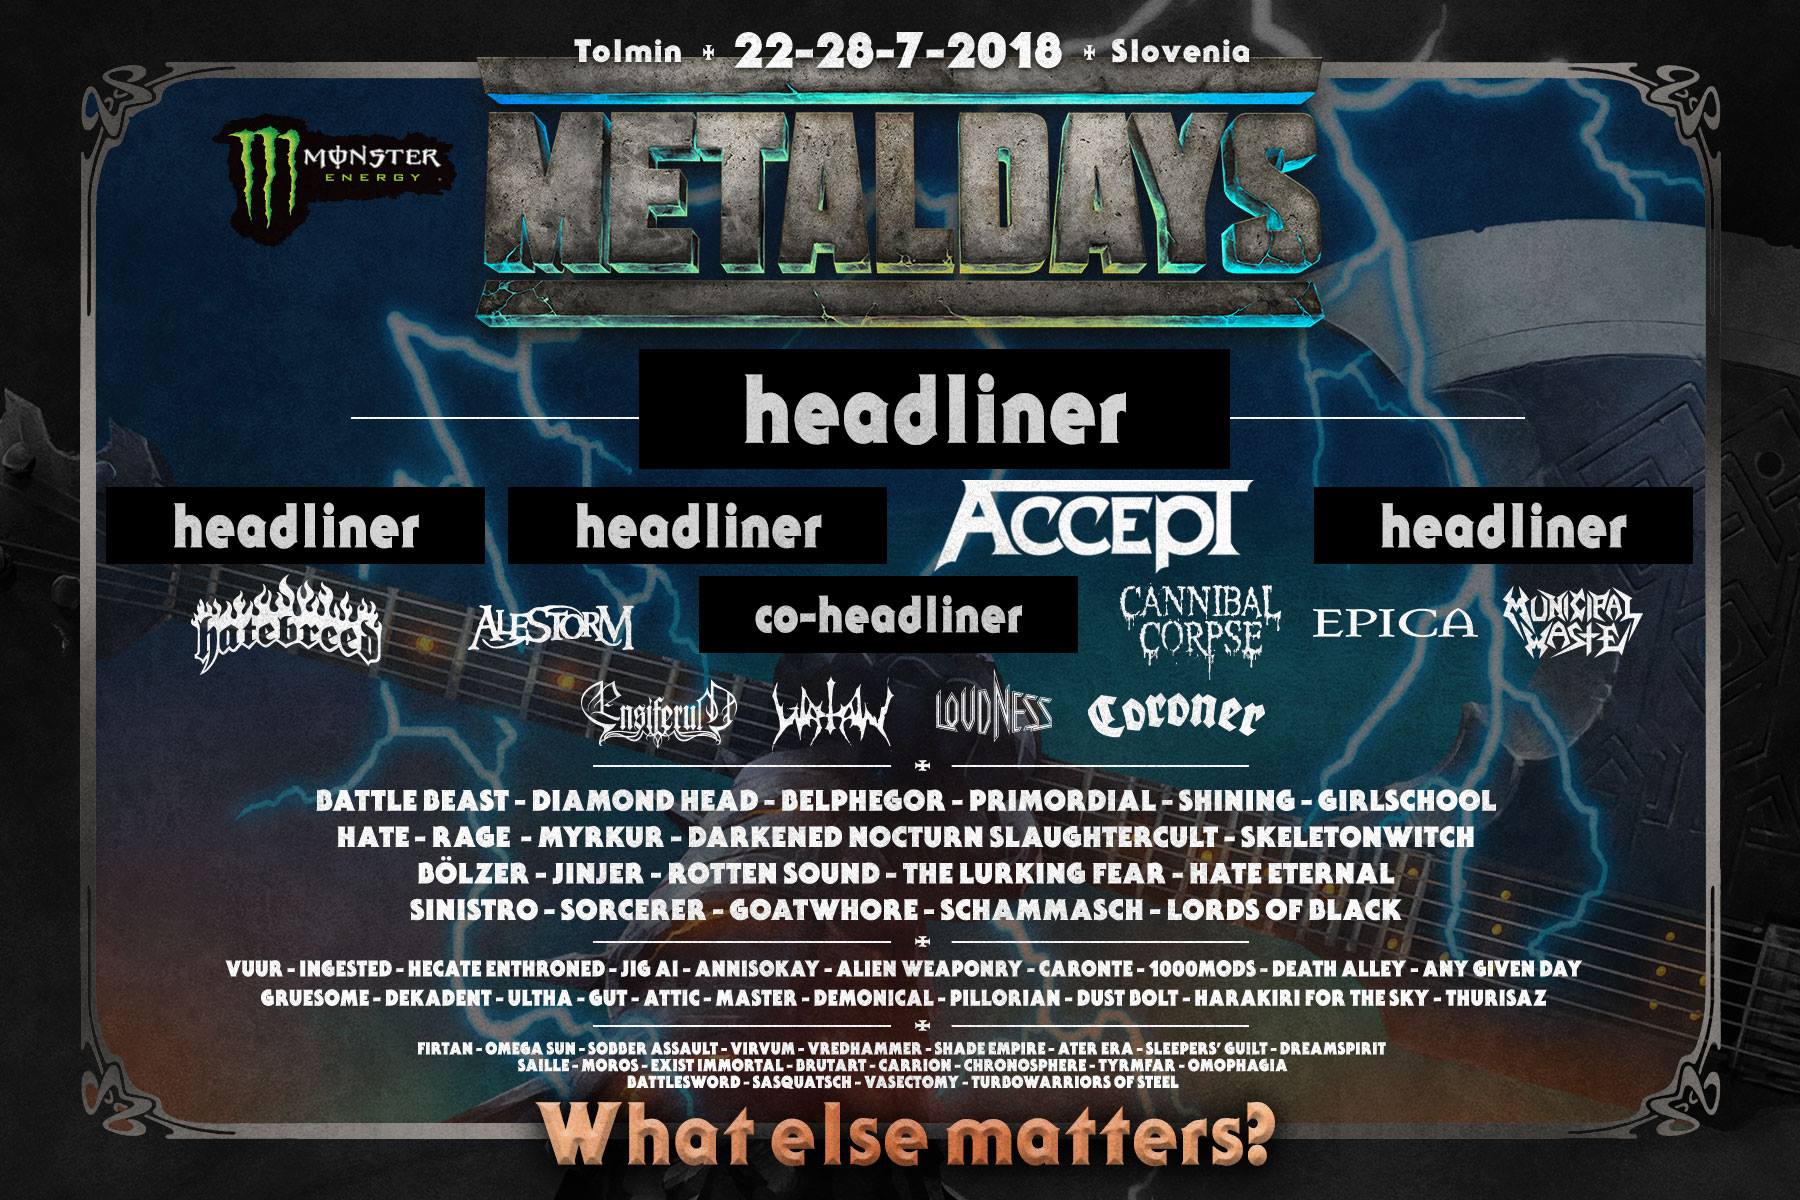 Tolmin ✠ 22-28-7-2018 ✠ Slovenia
MONSTER
ENERGY
METALDAYS
headliner
headliner headliner ACCEPT headliner
hatebreed ALESTORM co-headliner CANNIBAL CORPSE EPICA MUNICIPAL WASTE
Ensiferum WATAIN LOUDNESS Coroner
BATTLE BEAST - DIAMOND HEAD - BELPHEGOR - PRIMORDIAL - SHINING - GIRLSCHOOL
HATE - RAGE - MYRKUR - DARKENED NOCTURN SLAUGHTERCULT - SKELETONWITCH
BÖLZER - JINJER - ROTTEN SOUND - THE LURKING FEAR - HATE ETERNAL
SINISTRO - SORCERER - GOATWHORE - SCHAMMASCH - LORDS OF BLACK
VUUR - INGESTED - HECATE ENTHRONED - JIG AI - ANNISOKAY - ALIEN WEAPONRY - CARONTE - 1000MODS - DEATH ALLEY - ANY GIVEN DAY
GRUESOME - DEKADENT - ULTHA - GUT - ATTIC - MASTER - DEMONICAL - PILLORIAN - DUST BOLT - HARAKIRI FOR THE SKY - THURISAZ
FIRTAN - OMEGA SUN - SOBBER ASSAULT - VIRVUM - VREDHAMMER - SHADE EMPIRE - ATER ERA - SLEEPERS' GUILT - DREAMSPIRIT
SAILLE - MOROS - EXIST IMMORTAL - BRUTART - CARRION - CHRONOSPHERE - TYRMFAR - OMOPHAGIA
BATTLESWORD - SASQUATSCH - VASECTOMY - TURBOWARRIORS OF STEEL
What else matters?